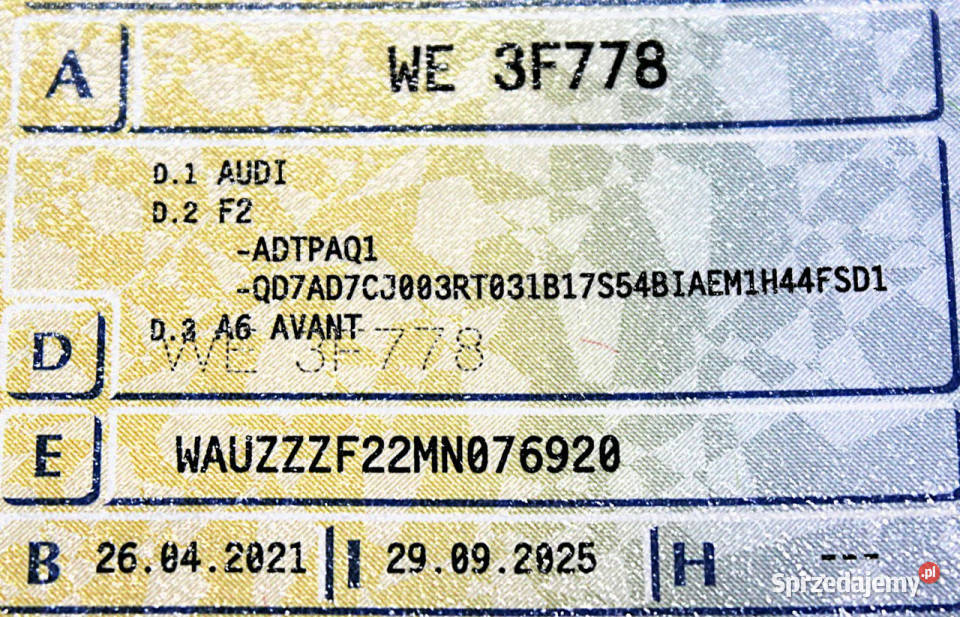 A WE 3F778
D.1 AUDI
D.2 F2
-ADTPAQ1
-QD7AD7CJ003RT031B17S54BIAEM1H44FSD1
D D.3 A6 AVANT
WE 3F778
E WAUZZZF22MN076920
B 26.04.2021 I 29.09.2025 H ---
Sprzedajemy.pl